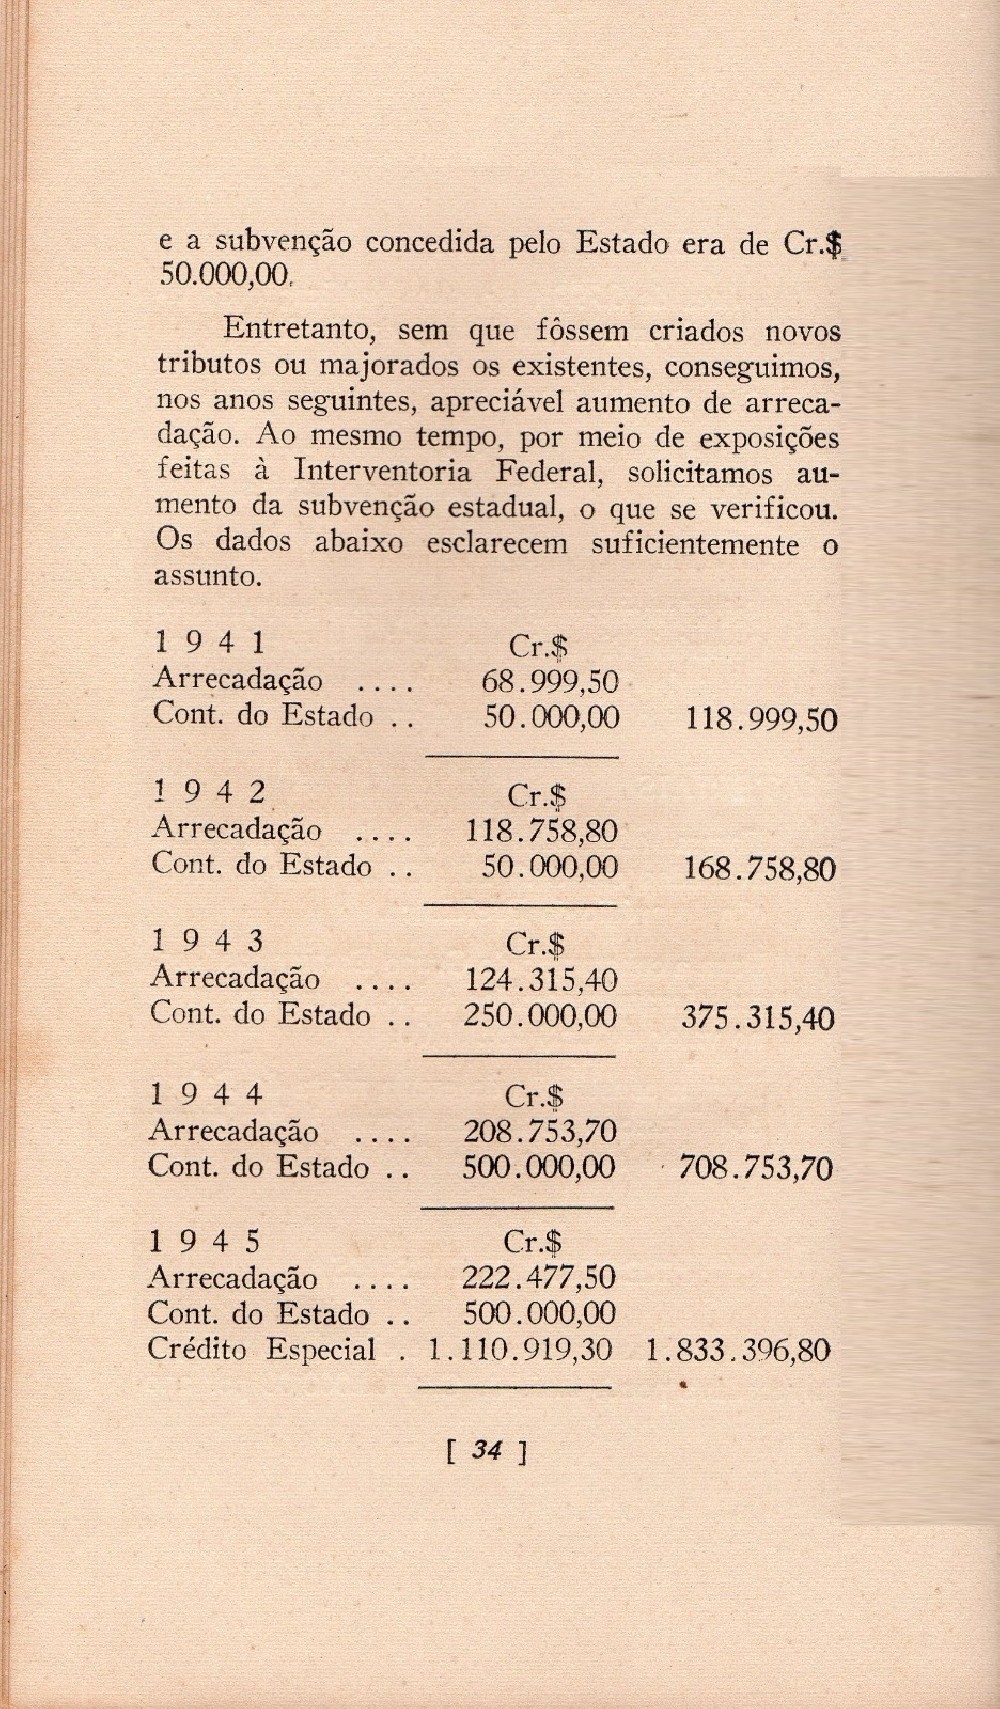 e a subvenção concedida pelo Estado era de Cr.$
50.000,00.
Entretanto, sem que fôssem criados novos
tributos ou majorados os existentes, conseguimos,
nos anos seguintes, apreciável aumento de arreca-
dação. Ao mesmo tempo, por meio de exposições
feitas à Interventoria Federal, solicitamos au-
mento da subvenção estadual, o que se verificou.
Os dados abaixo esclarecem suficientemente o
assunto.
1 9 4 1 Cr.$
Arrecadação .... 68.999,50
Cont. do Estado .. 50.000,00 118.999,50
1 9 4 2 Cr.$
Arrecadação .... 118.758,80
Cont. do Estado .. 50.000,00 168.758,80
1 9 4 3 Cr.$
Arrecadação .... 124.315,40
Cont. do Estado .. 250.000,00 375.315,40
1 9 4 4 Cr.$
Arrecadação .... 208.753,70
Cont. do Estado .. 500.000,00 708.753,70
1 9 4 5 Cr.$
Arrecadação .... 222.477,50
Cont. do Estado .. 500.000,00
Crédito Especial . 1.110.919,30 1.833.396,80
[ 34 ]